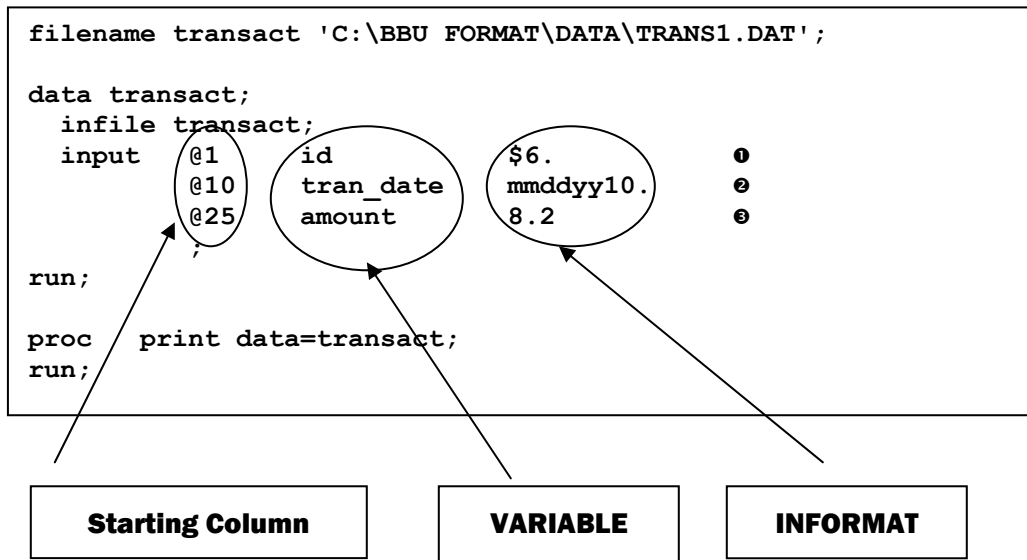 filename transact 'C:\BBU FORMAT\DATA\TRANS1.DAT';
data transact;
infile transact;
input @1 id $6. ❶
@10 tran_date mmddyy10. ❷
@25 amount 8.2 ❸
;
run;
proc print data=transact;
run;
Starting Column VARIABLE INFORMAT